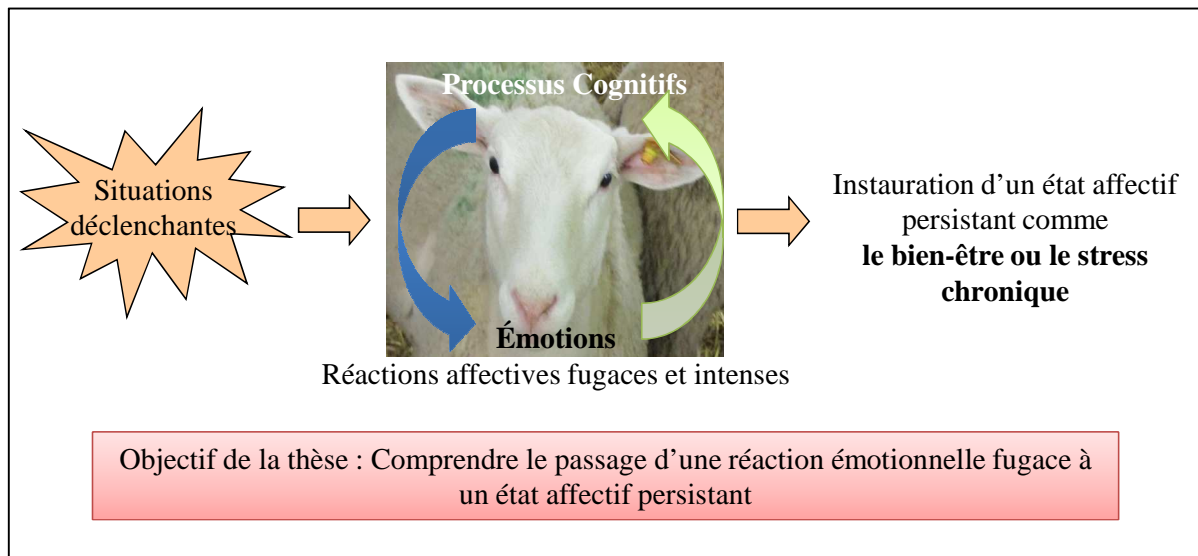 Processus Cognitifs
Situations
déclenchantes
Instauration d'un état affectif
persistant comme
le bien-être ou le stress
chronique
Émotions
Réactions affectives fugaces et intenses
Objectif de la thèse : Comprendre le passage d'une réaction émotionnelle fugace à
un état affectif persistant